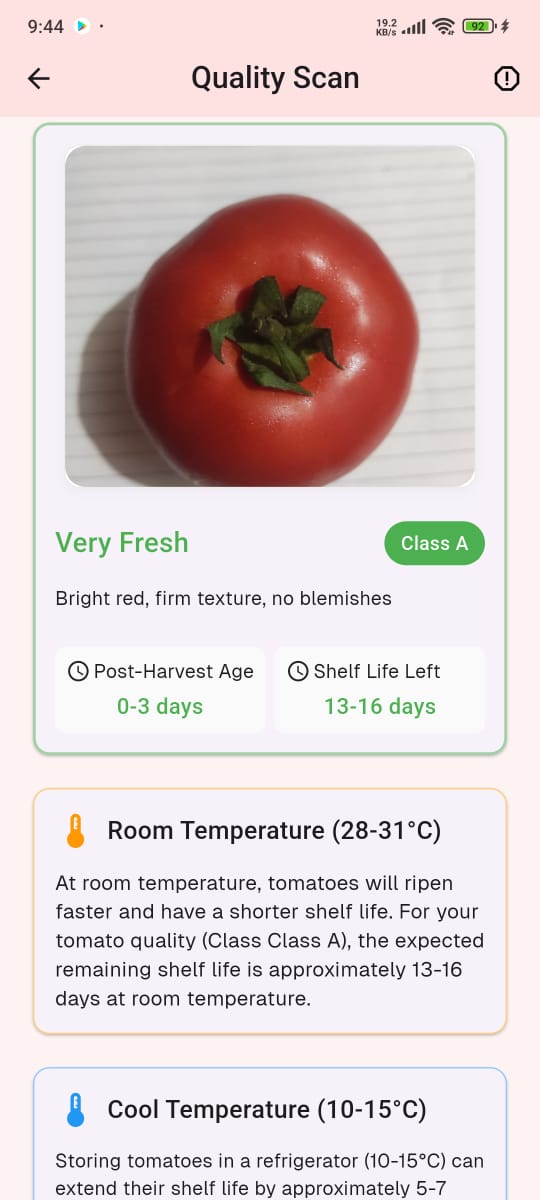 9:44
19.2
KB/s
92
Quality Scan
Very Fresh
Class A
Bright red, firm texture, no blemishes
Post-Harvest Age
0-3 days
Shelf Life Left
13-16 days
Room Temperature (28-31°C)
At room temperature, tomatoes will ripen
faster and have a shorter shelf life. For your
tomato quality (Class Class A), the expected
remaining shelf life is approximately 13-16
days at room temperature.
Cool Temperature (10-15°C)
Storing tomatoes in a refrigerator (10-15°C) can
extend their shelf life by approximately 5-7